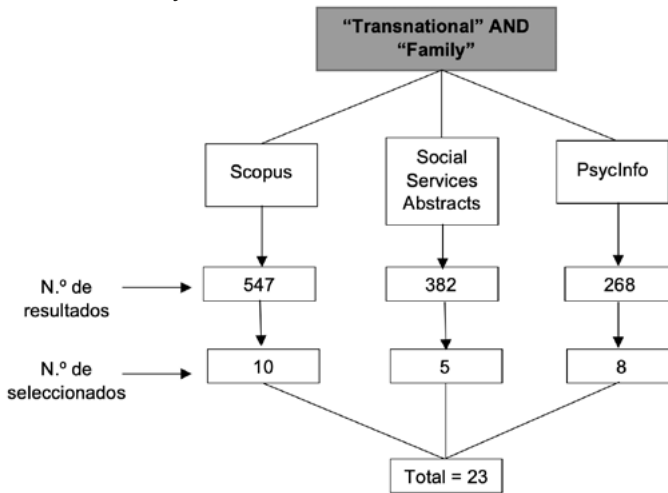 “Transnational” AND
“Family”
Scopus
Social
Services
Abstracts
PsycInfo
N.º de
resultados
547
382
268
N.º de
seleccionados
10
5
8
Total = 23